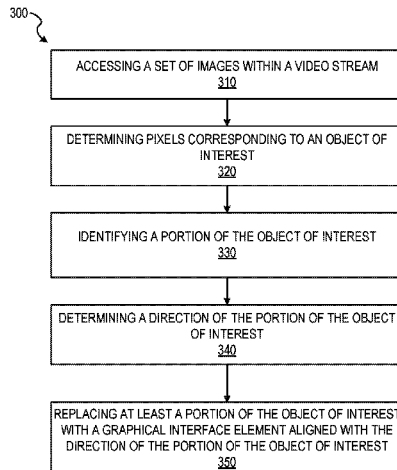 300
ACCESSING A SET OF IMAGES WITHIN A VIDEO STREAM
310
DETERMINING PIXELS CORRESPONDING TO AN OBJECT OF
INTEREST
320
IDENTIFYING A PORTION OF THE OBJECT OF INTEREST
330
DETERMINING A DIRECTION OF THE PORTION OF THE OBJECT
OF INTEREST
340
REPLACING AT LEAST A PORTION OF THE OBJECT OF INTEREST
WITH A GRAPHICAL INTERFACE ELEMENT ALIGNED WITH THE
DIRECTION OF THE PORTION OF THE OBJECT OF INTEREST
350